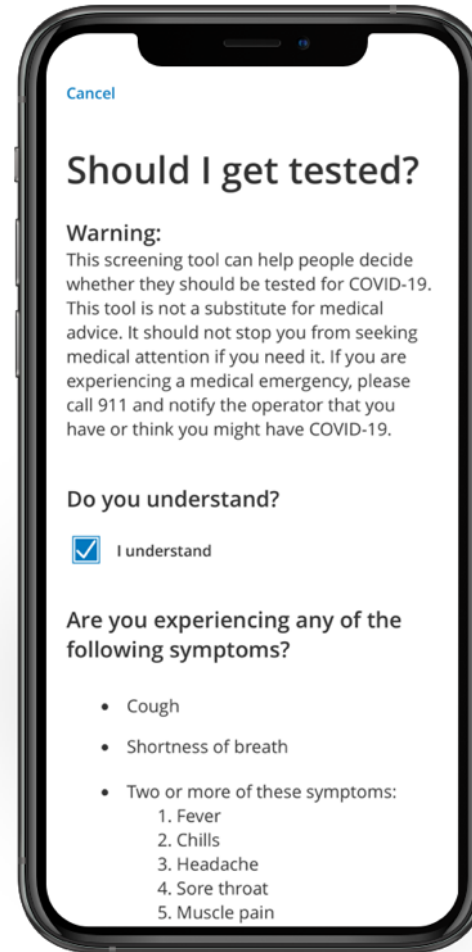 Cancel
Should I get tested?
Warning:
This screening tool can help people decide
whether they should be tested for COVID-19.
This tool is not a substitute for medical
advice. It should not stop you from seeking
medical attention if you need it. If you are
experiencing a medical emergency, please
call 911 and notify the operator that you
have or think you might have COVID-19.
Do you understand?
I understand
Are you experiencing any of the
following symptoms?
• Cough
• Shortness of breath
• Two or more of these symptoms:
1. Fever
2. Chills
3. Headache
4. Sore throat
5. Muscle pain